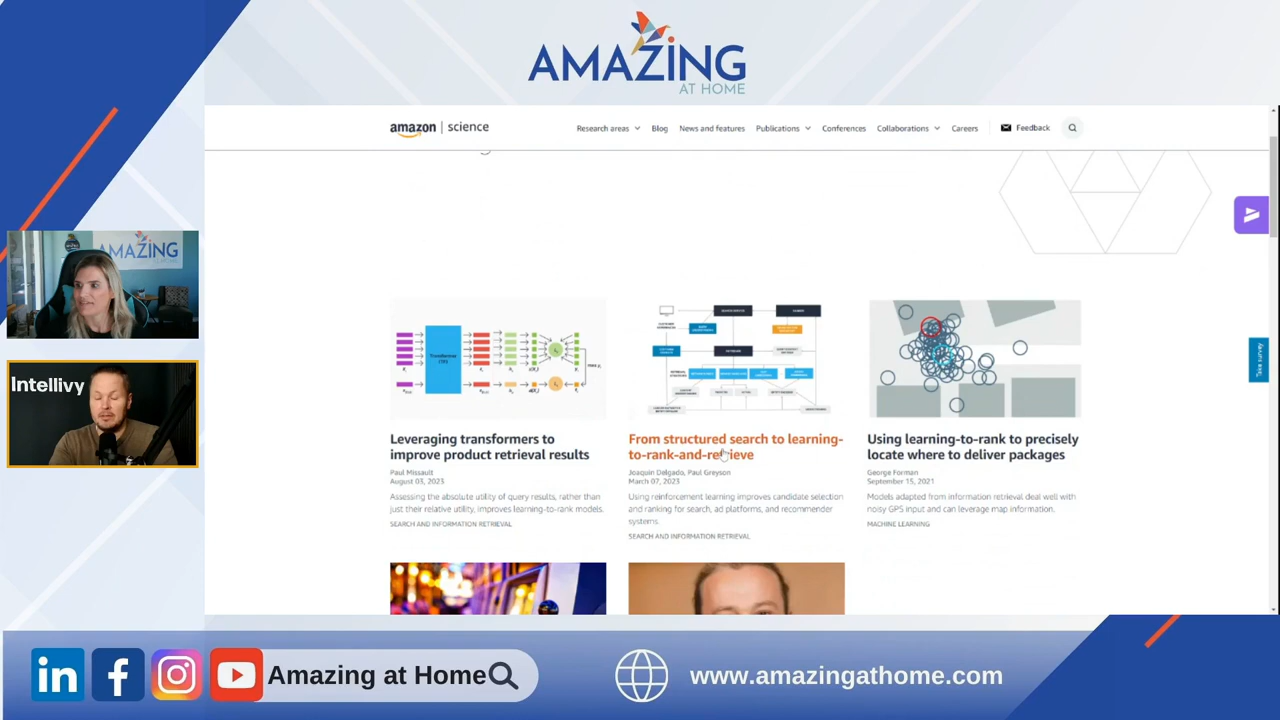 AMAZING
AT HOME
amazon | science
Research areas
Blog
News and features
Publications
Conferences
Collaborations
Careers
Feedback
AMAZING
Intellivy
Take survey
Leveraging transformers to
improve product retrieval results
Paul Missault
August 03, 2023
Assessing the absolute utility of query results, rather than
just their relative utility, improves learning-to-rank models.
SEARCH AND INFORMATION RETRIEVAL
From structured search to learning-
to-rank-and-retrieve
Joaquin Delgado, Paul Greyson
March 07, 2023
Using reinforcement learning improves candidate selection
and ranking for search, ad platforms, and recommender
systems.
SEARCH AND INFORMATION RETRIEVAL
Using learning-to-rank to precisely
locate where to deliver packages
George Forman
September 15, 2021
Models adapted from information retrieval deal well with
noisy GPS input and can leverage map information.
MACHINE LEARNING
in
f
Amazing at Home
www.amazingathome.com